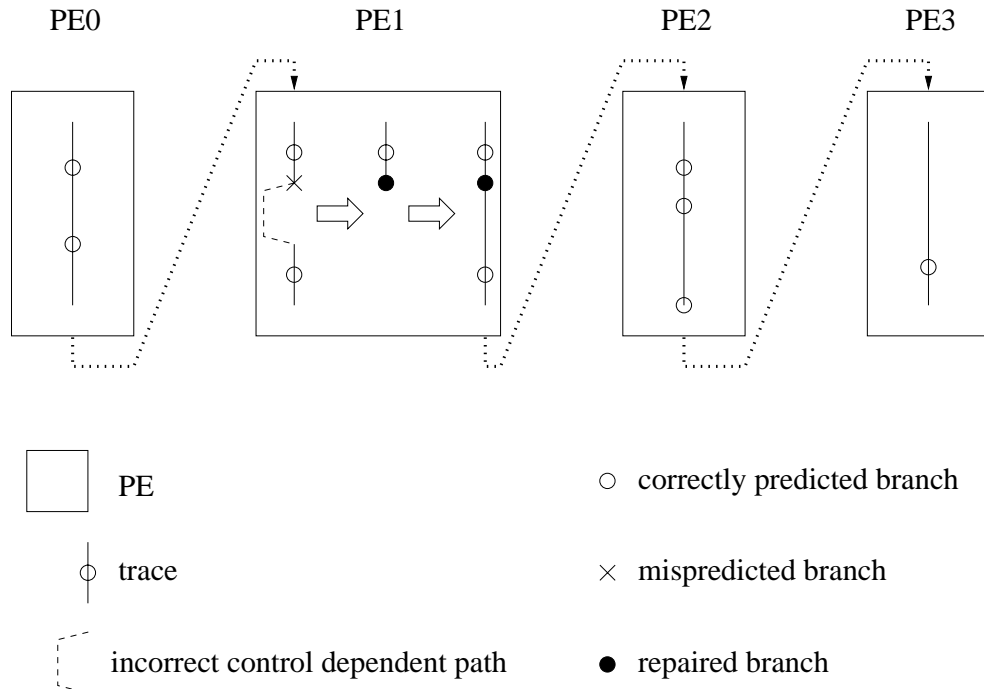 PE0 PE1 PE2 PE3
PE
correctly predicted branch
trace
mispredicted branch
incorrect control dependent path
repaired branch